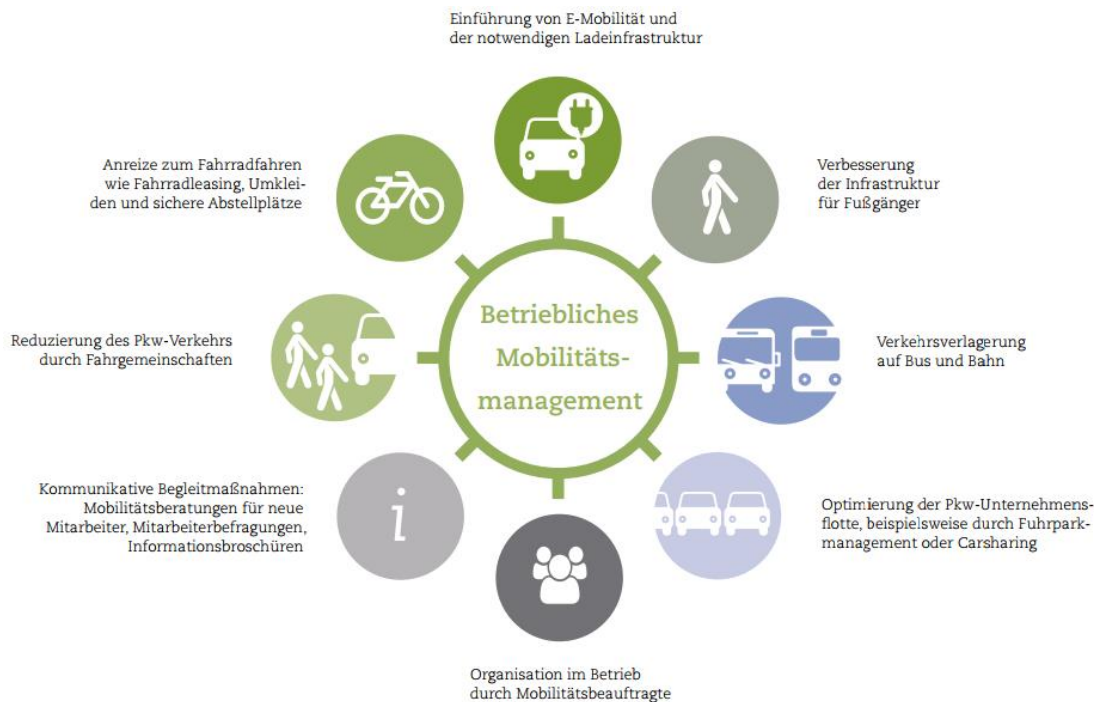 Einführung von E-Mobilität und
der notwendigen Ladeinfrastruktur
Anreize zum Fahrradfahren
wie Fahrradleasing, Umklei-
den und sichere Abstellplätze
Verbesserung
der Infrastruktur
für Fußgänger
Betriebliches
Mobilitäts-
management
Reduzierung des Pkw-Verkehrs
durch Fahrgemeinschaften
Verkehrsverlagerung
auf Bus und Bahn
Kommunikative Begleitmaßnahmen:
Mobilitätsberatungen für neue
Mitarbeiter, Mitarbeiterbefragungen,
Informationsbroschüren
i
Optimierung der Pkw-Unternehmens-
flotte, beispielsweise durch Fuhrpark-
management oder Carsharing
Organisation im Betrieb
durch Mobilitätsbeauftragte